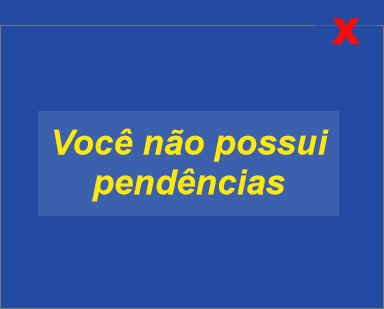 X
Você não possui
pendências